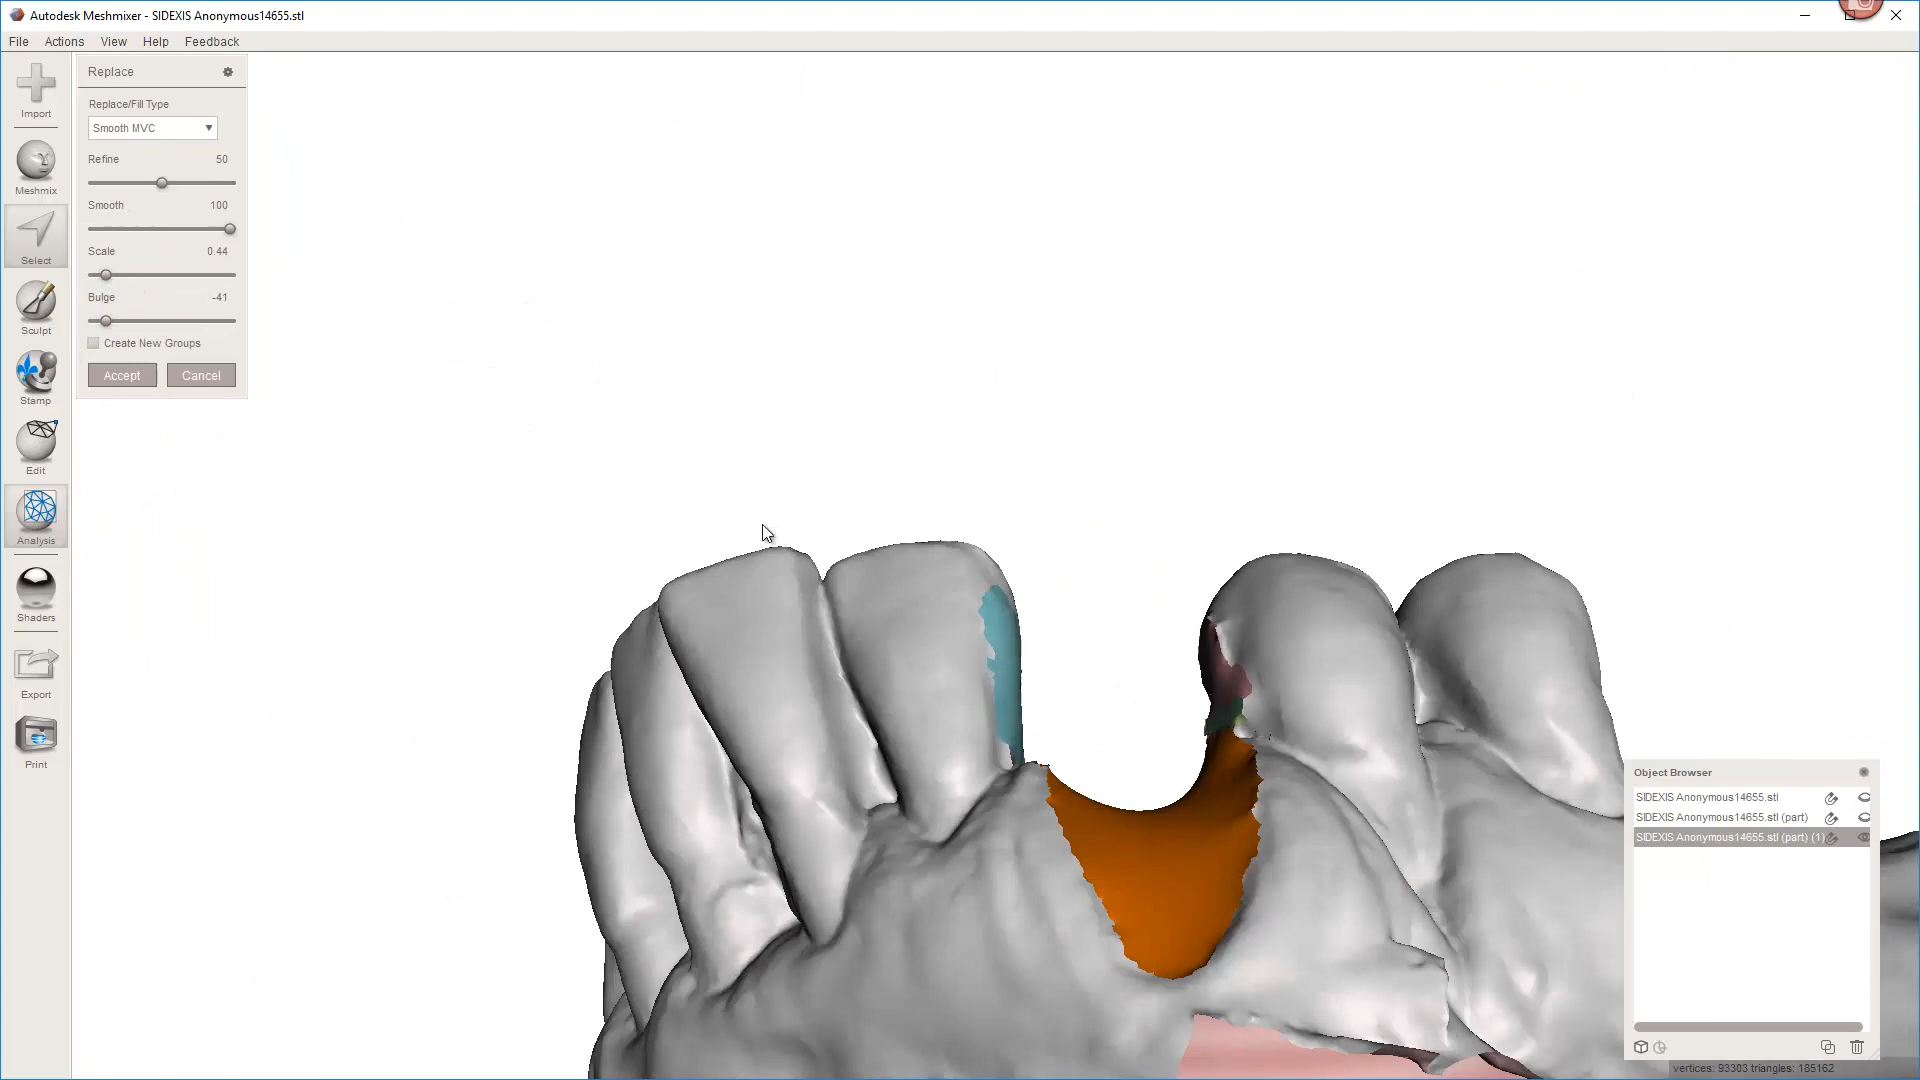 Autodesk Meshmixer - SIDEXIS Anonymous14655.stl
File Actions View Help Feedback
Import
Meshmix
Select
Sculpt
Stamp
Edit
Analysis
Shaders
Export
Print
Replace
Replace/Fill Type
Smooth MVC
Refine 50
Smooth 100
Scale 0.44
Bulge -41
Create New Groups
Accept Cancel
Object Browser
SIDEXIS Anonymous14655.stl
SIDEXIS Anonymous14655.stl (part)
SIDEXIS Anonymous14655.stl (part) (1)
vertices: 93303 triangles: 185162